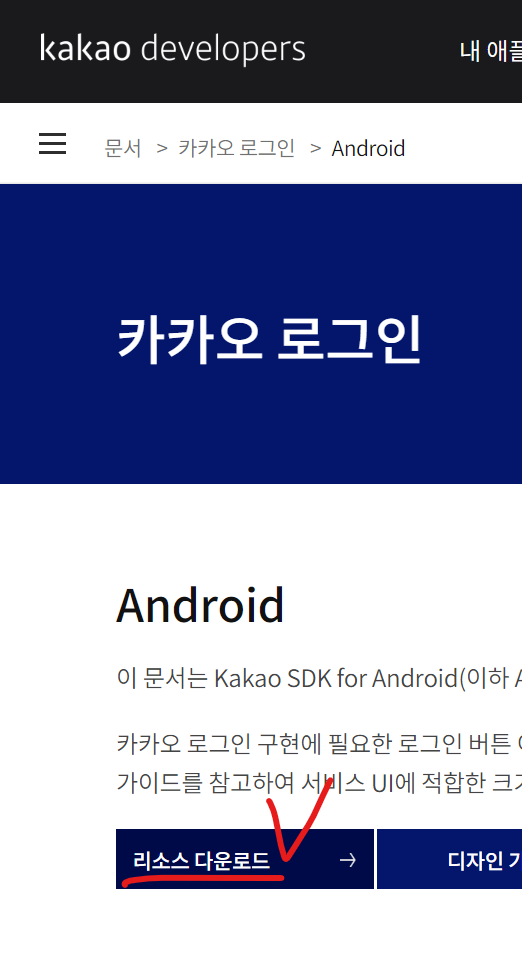 kakao developers
내 애플
문서 > 카카오 로그인 > Android
카카오 로그인
Android
이 문서는 Kakao SDK for Android(이하
카카오 로그인 구현에 필요한 로그인 버튼
가이드를 참고하여 서비스 UI에 적합한 크기
리소스 다운로드 →
디자인 가